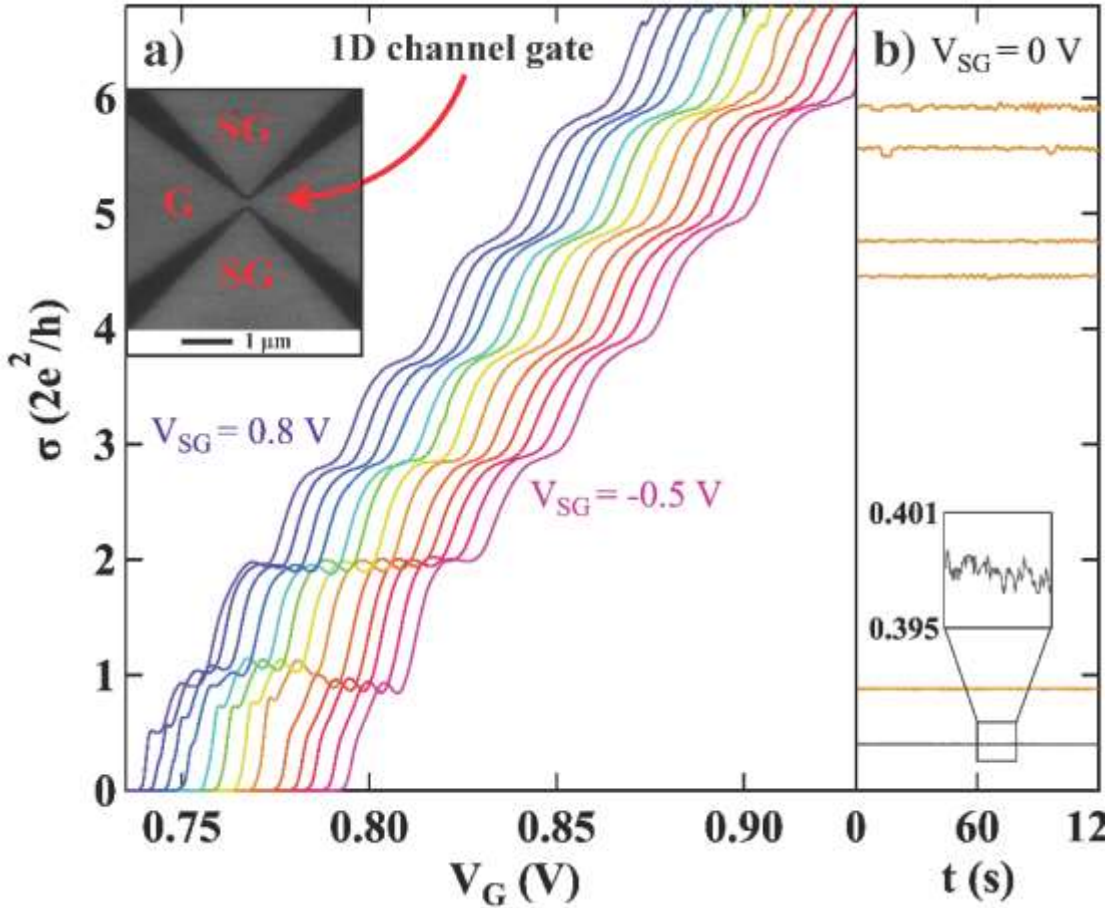 a)
1D channel gate
SG
G
SG
1 μm
V_SG = 0.8 V
V_SG = -0.5 V
σ (2e²/h)
6
5
4
3
2
1
0
0.75
0.80
0.85
0.90
V_G (V)
b) V_SG = 0 V
0.401
0.395
0
60
12
t (s)